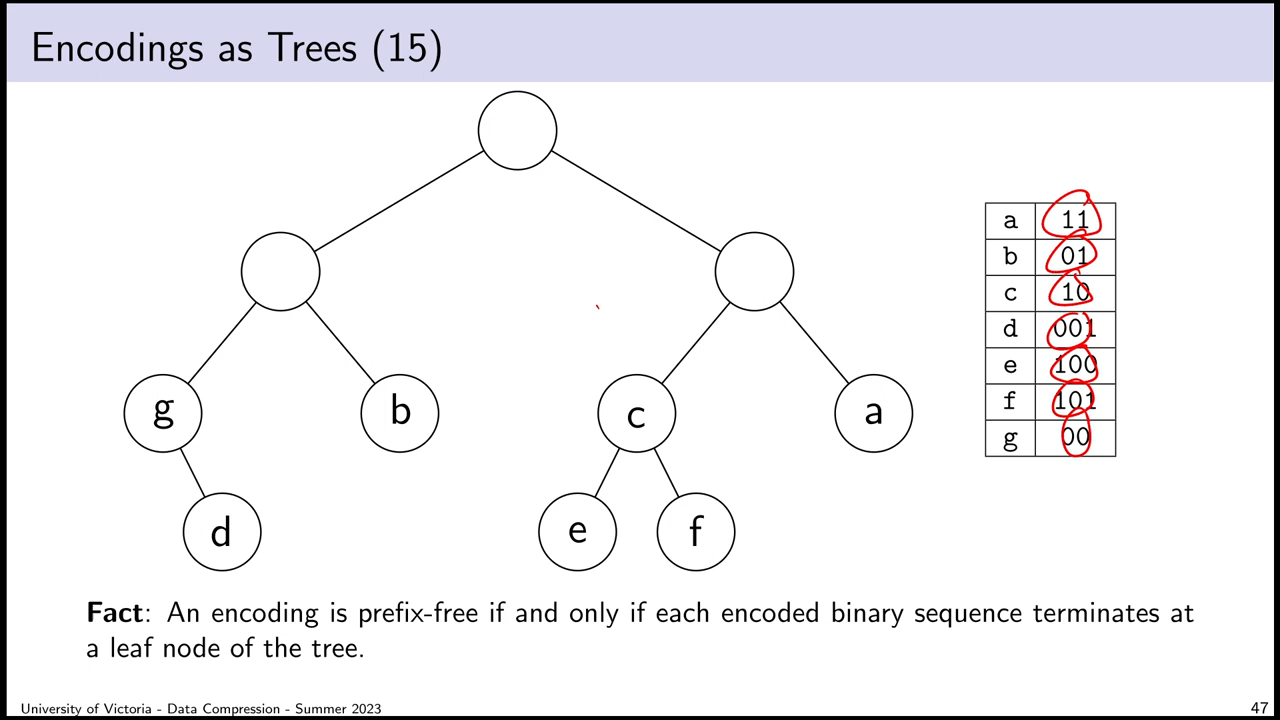 Encodings as Trees (15)
g
b
c
a
d
e
f
a 11
b 01
c 10
d 001
e 100
f 101
g 00
Fact: An encoding is prefix-free if and only if each encoded binary sequence terminates at
a leaf node of the tree.
University of Victoria - Data Compression - Summer 2023
47